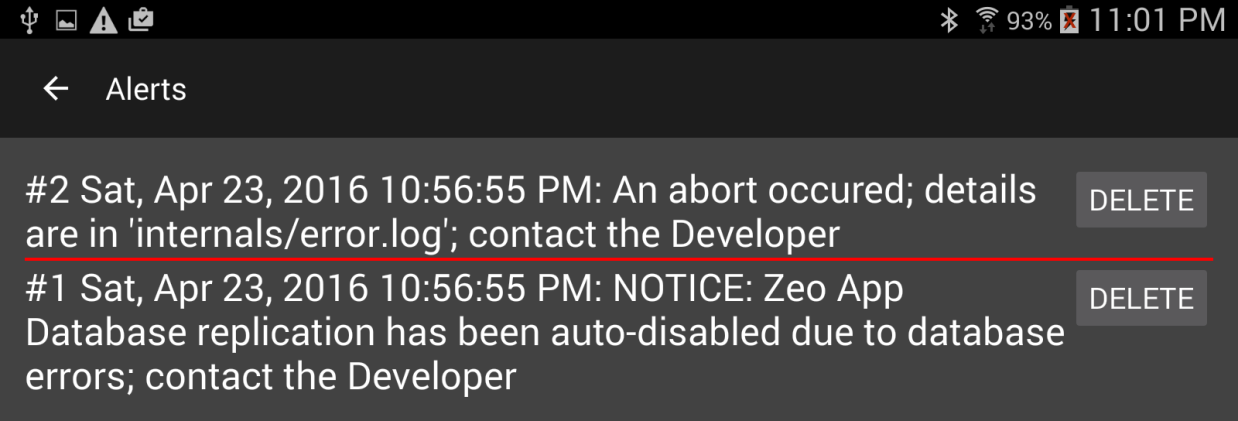 93% 11:01 PM
Alerts
#2 Sat, Apr 23, 2016 10:56:55 PM: An abort occured; details
are in 'internals/error.log'; contact the Developer
DELETE
#1 Sat, Apr 23, 2016 10:56:55 PM: NOTICE: Zeo App
Database replication has been auto-disabled due to database
errors; contact the Developer
DELETE